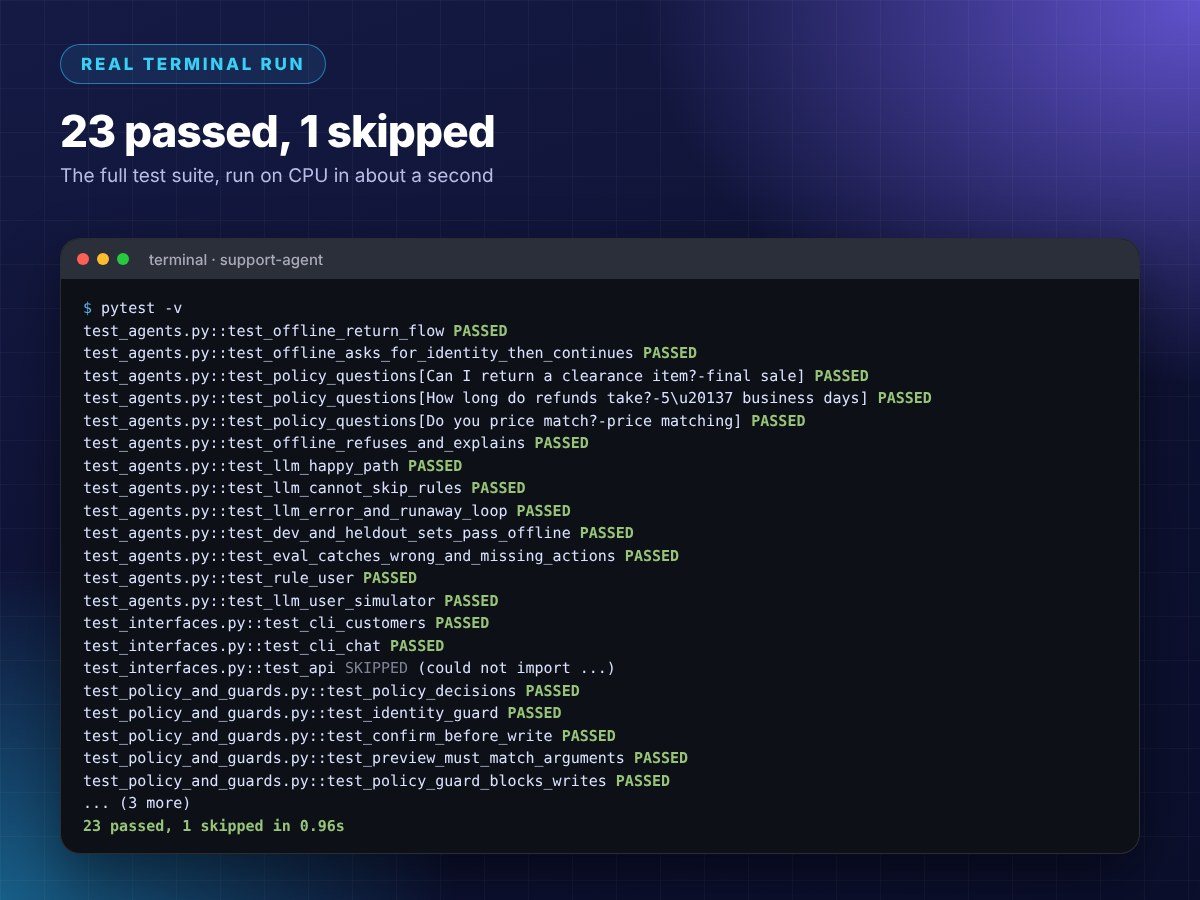 REAL TERMINAL RUN
23 passed, 1 skipped
The full test suite, run on CPU in about a second
terminal · support-agent
$ pytest -v
test_agents.py::test_offline_return_flow PASSED
test_agents.py::test_offline_asks_for_identity_then_continues PASSED
test_agents.py::test_policy_questions[Can I return a clearance item?-final sale] PASSED
test_agents.py::test_policy_questions[How long do refunds take?-5\u20137 business days] PASSED
test_agents.py::test_policy_questions[Do you price match?-price matching] PASSED
test_agents.py::test_offline_refuses_and_explains PASSED
test_agents.py::test_llm_happy_path PASSED
test_agents.py::test_llm_cannot_skip_rules PASSED
test_agents.py::test_llm_error_and_runaway_loop PASSED
test_agents.py::test_dev_and_heldout_sets_pass_offline PASSED
test_agents.py::test_eval_catches_wrong_and_missing_actions PASSED
test_agents.py::test_rule_user PASSED
test_agents.py::test_llm_user_simulator PASSED
test_interfaces.py::test_cli_customers PASSED
test_interfaces.py::test_cli_chat PASSED
test_interfaces.py::test_api SKIPPED (could not import ...)
test_policy_and_guards.py::test_policy_decisions PASSED
test_policy_and_guards.py::test_identity_guard PASSED
test_policy_and_guards.py::test_confirm_before_write PASSED
test_policy_and_guards.py::test_preview_must_match_arguments PASSED
test_policy_and_guards.py::test_policy_guard_blocks_writes PASSED
... (3 more)
23 passed, 1 skipped in 0.96s